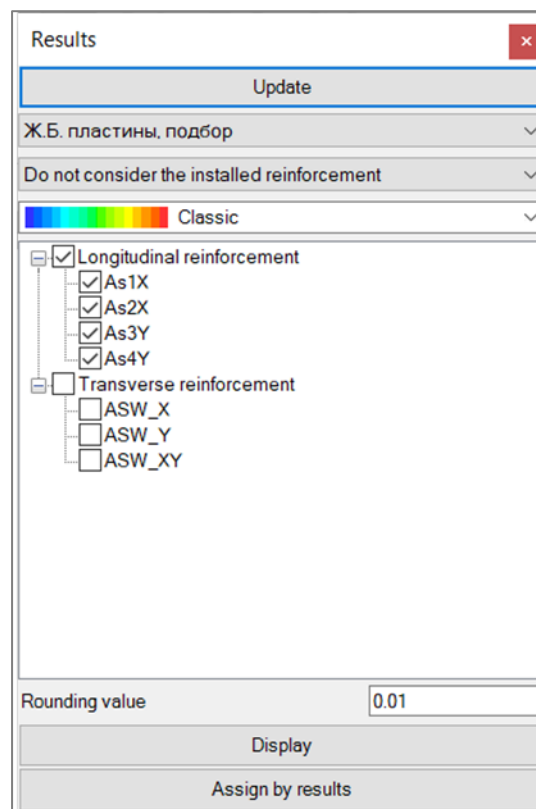 Results
Update
Ж.Б. пластины, подбор
Do not consider the installed reinforcement
Classic
Longitudinal reinforcement
As1X
As2X
As3Y
As4Y
Transverse reinforcement
ASW_X
ASW_Y
ASW_XY
Rounding value 0.01
Display
Assign by results